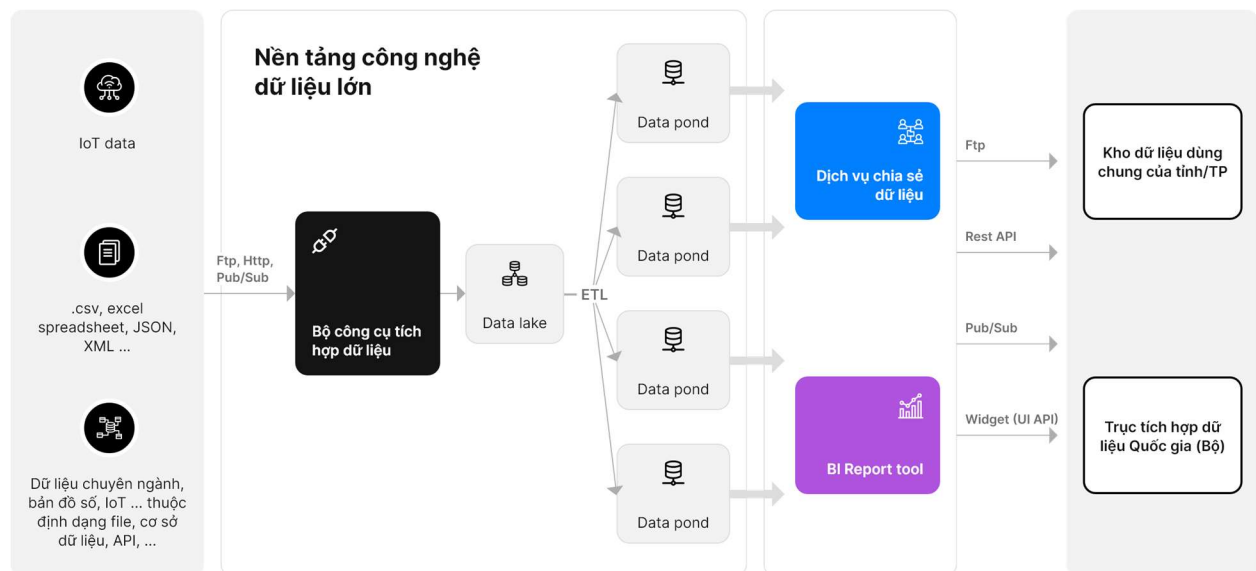 IoT data
.csv, excel
spreadsheet, JSON,
XML ...
Dữ liệu chuyên ngành,
bản đồ số, IoT ... thuộc
định dạng file, cơ sở
dữ liệu, API, ...
Ftp, Http,
Pub/Sub
Nền tảng công nghệ
dữ liệu lớn
Bộ công cụ tích
hợp dữ liệu
Data lake
ETL
Data pond
Data pond
Data pond
Data pond
Dịch vụ chia sẻ
dữ liệu
BI Report tool
Ftp
Rest API
Pub/Sub
Widget (UI API)
Kho dữ liệu dùng
chung của tỉnh/TP
Trục tích hợp dữ
liệu Quốc gia (Bộ)